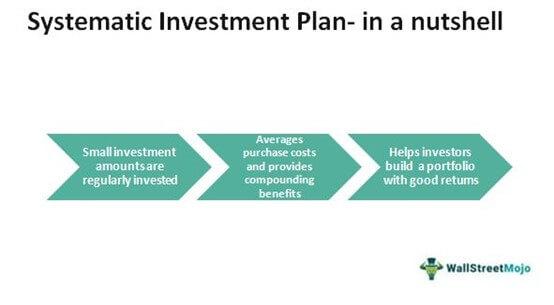 Systematic Investment Plan- in a nutshell
Small investment
amounts are
regularly invested
Averages
purchase costs
and provides
compounding
benefits
Helps investors
build a portfolio
with good returns
WallStreetMojo